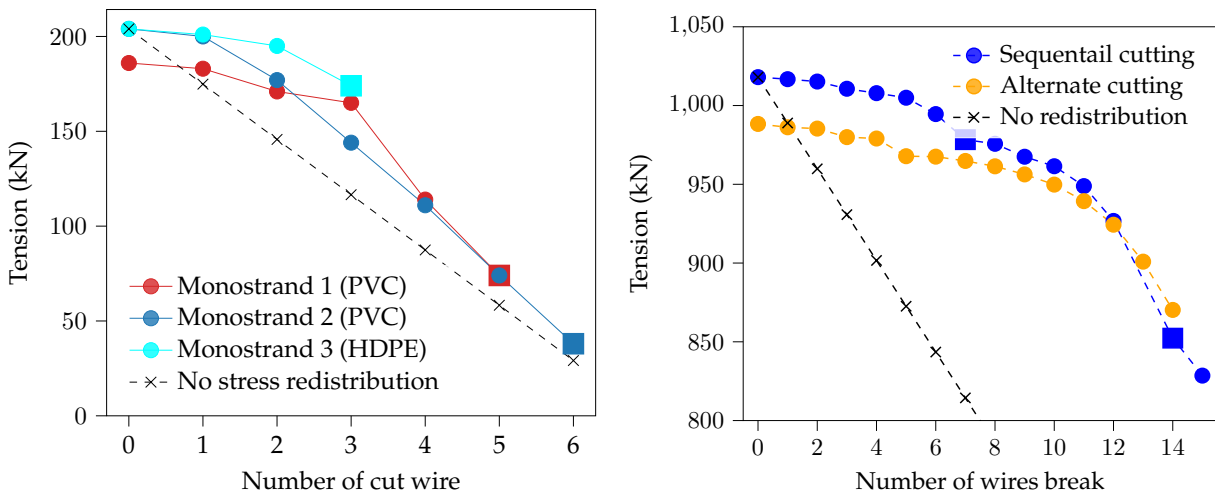 200
150
100
50
0
Tension (kN)
Monostrand 1 (PVC)
Monostrand 2 (PVC)
Monostrand 3 (HDPE)
No stress redistribution
0 1 2 3 4 5 6
Number of cut wire
1,050
1,000
950
900
850
800
Tension (kN)
Sequentail cutting
Alternate cutting
No redistribution
0 2 4 6 8 10 12 14
Number of wires break